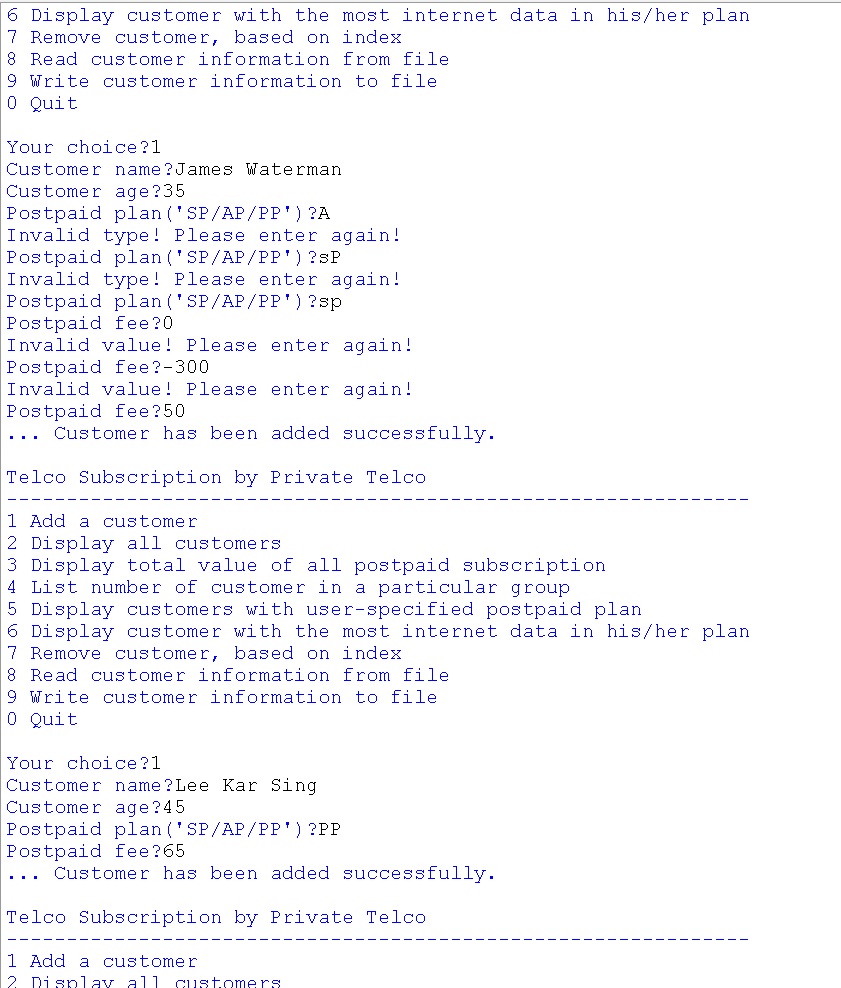 6 Display customer with the most internet data in his/her plan
7 Remove customer, based on index
8 Read customer information from file
9 Write customer information to file
0 Quit
Your choice?1
Customer name?James Waterman
Customer age?35
Postpaid plan('SP/AP/PP')?A
Invalid type! Please enter again!
Postpaid plan('SP/AP/PP')?sP
Invalid type! Please enter again!
Postpaid plan('SP/AP/PP')?sp
Postpaid fee?0
Invalid value! Please enter again!
Postpaid fee?-300
Invalid value! Please enter again!
Postpaid fee?50
... Customer has been added successfully.
Telco Subscription by Private Telco
--------------------------------------------------------------
1 Add a customer
2 Display all customers
3 Display total value of all postpaid subscription
4 List number of customer in a particular group
5 Display customers with user-specified postpaid plan
6 Display customer with the most internet data in his/her plan
7 Remove customer, based on index
8 Read customer information from file
9 Write customer information to file
0 Quit
Your choice?1
Customer name?Lee Kar Sing
Customer age?45
Postpaid plan('SP/AP/PP')?PP
Postpaid fee?65
... Customer has been added successfully.
Telco Subscription by Private Telco
--------------------------------------------------------------
1 Add a customer
2 Display all customers